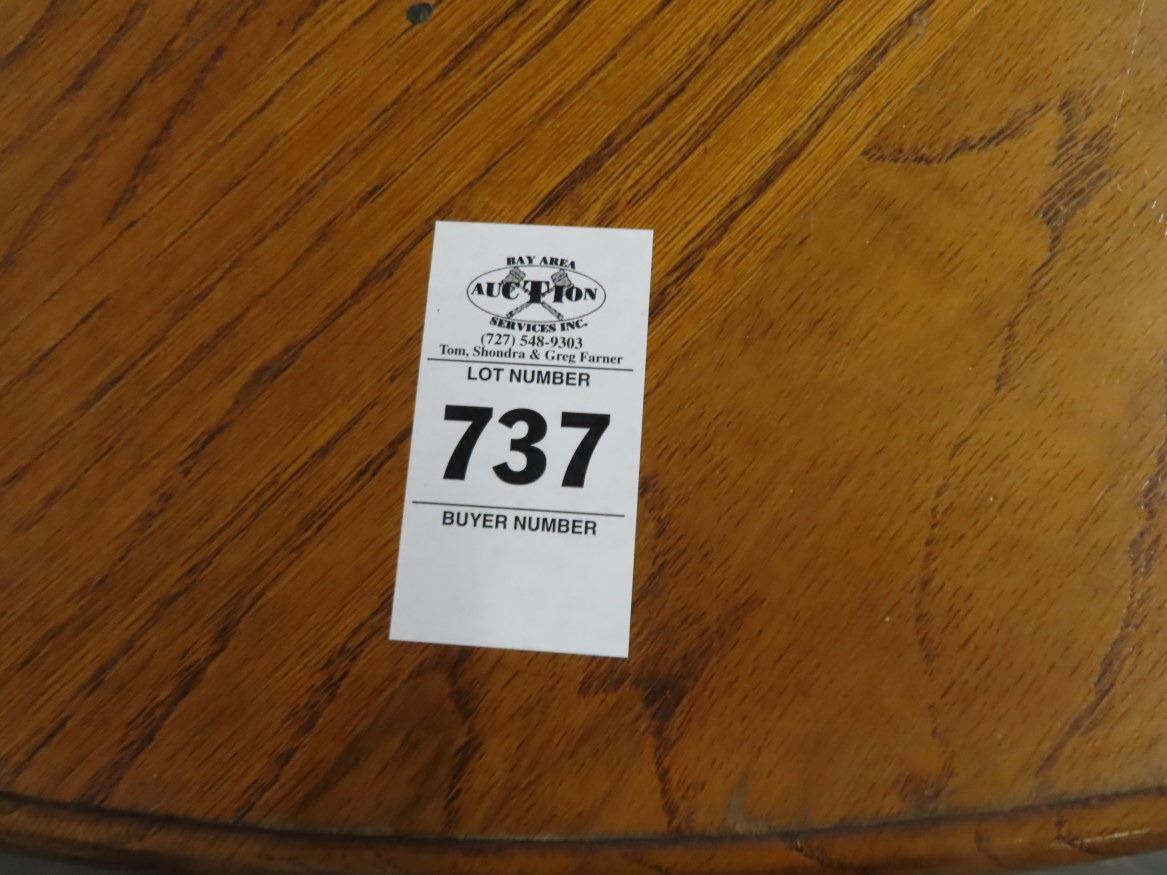 BAY AREA
AUCTION
SERVICES INC.
(727) 548-9303
Tom, Shondra & Greg Farner
LOT NUMBER
737
BUYER NUMBER